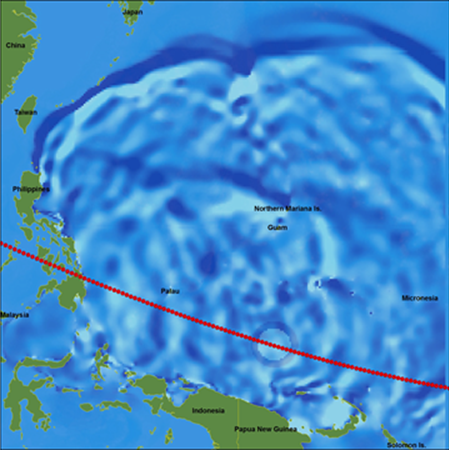 Japan
China
Taiwan
Philippines
Northern Mariana Is.
Guam
Palau
Micronesia
Malaysia
Indonesia
Papua New Guinea
Solomon Is.